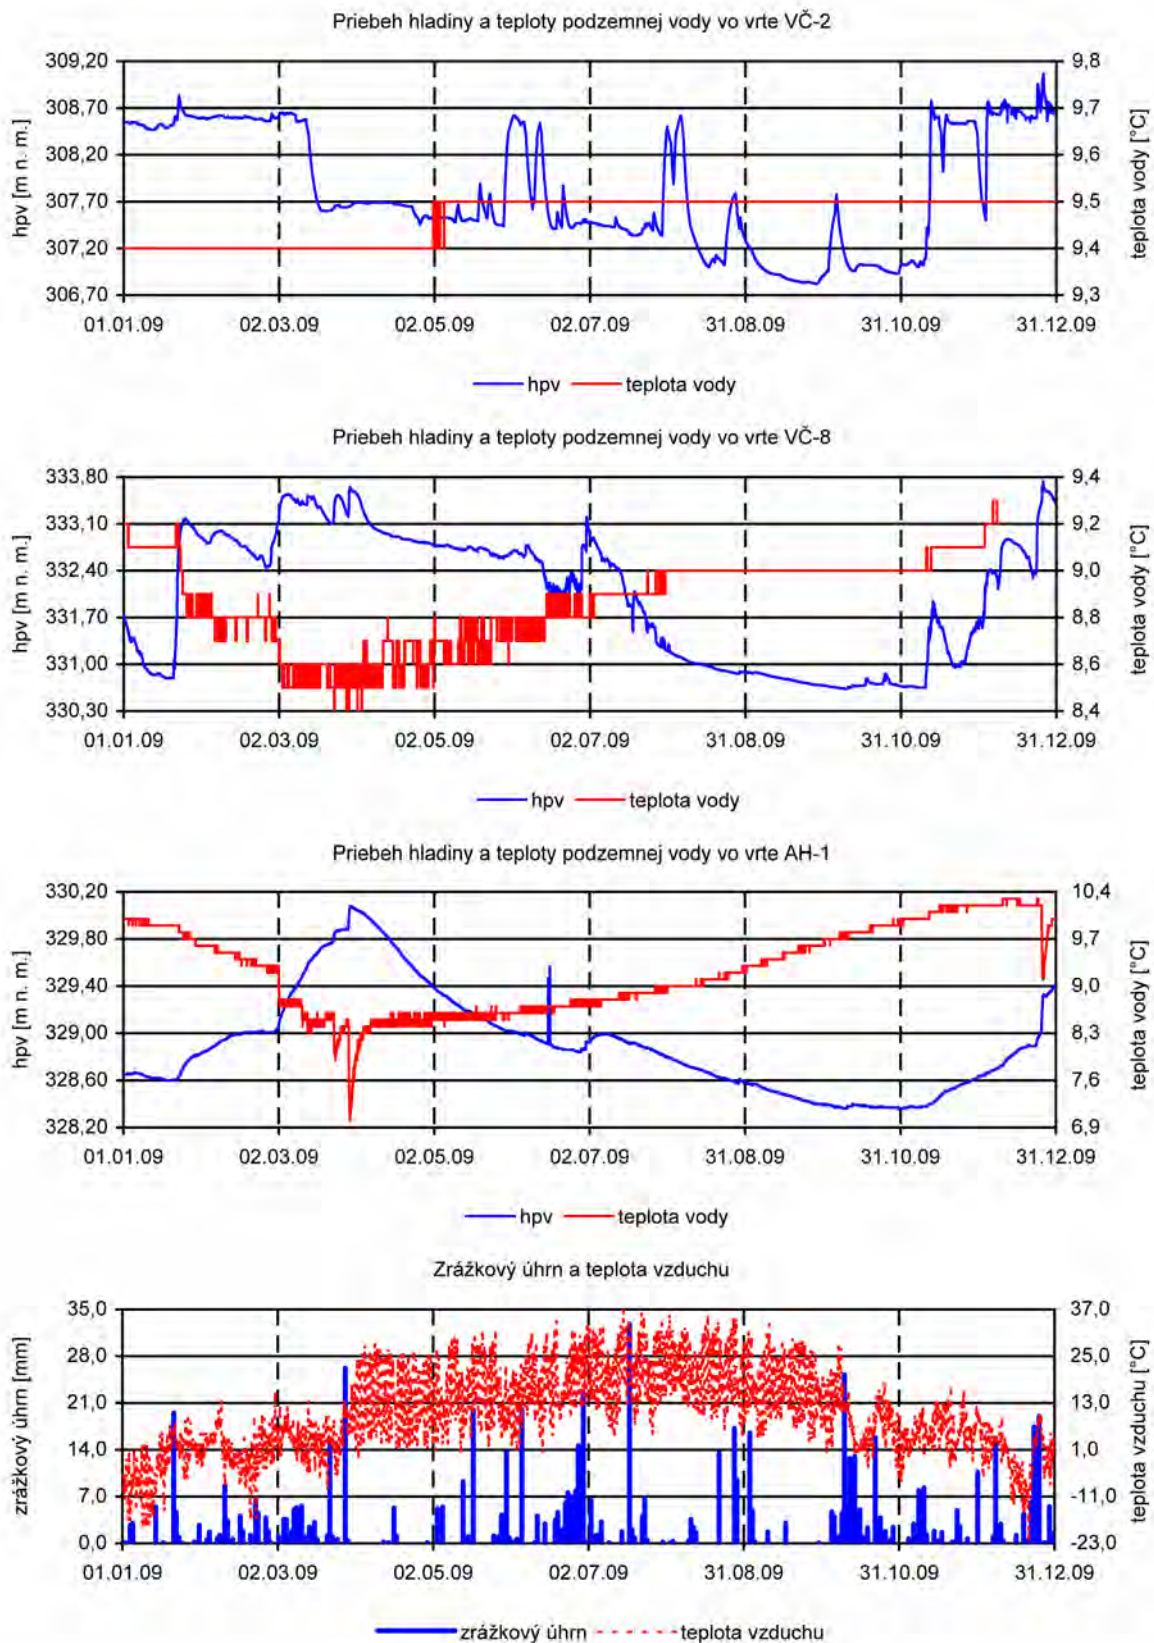 Priebeh hladiny a teploty podzemnej vody vo vrte VČ-2
hpv [m n. m.]
309,20
308,70
308,20
307,70
307,20
306,70
9,8
9,7
9,6
9,5
9,4
9,3
teplota vody [°C]
01.01.09 02.03.09 02.05.09 02.07.09 31.08.09 31.10.09 31.12.09
hpv teplota vody
Priebeh hladiny a teploty podzemnej vody vo vrte VČ-8
hpv [m n. m.]
333,80
333,10
332,40
331,70
331,00
330,30
9,4
9,2
9,0
8,8
8,6
8,4
teplota vody [°C]
01.01.09 02.03.09 02.05.09 02.07.09 31.08.09 31.10.09 31.12.09
hpv teplota vody
Priebeh hladiny a teploty podzemnej vody vo vrte AH-1
hpv [m n. m.]
330,20
329,80
329,40
329,00
328,60
328,20
10,4
9,7
9,0
8,3
7,6
6,9
teplota vody [°C]
01.01.09 02.03.09 02.05.09 02.07.09 31.08.09 31.10.09 31.12.09
hpv teplota vody
Zrážkový úhrn a teplota vzduchu
zrážkový úhrn [mm]
35,0
28,0
21,0
14,0
7,0
0,0
37,0
25,0
13,0
1,0
-11,0
-23,0
teplota vzduchu [°C]
01.01.09 02.03.09 02.05.09 02.07.09 31.08.09 31.10.09 31.12.09
zrážkový úhrn teplota vzduchu